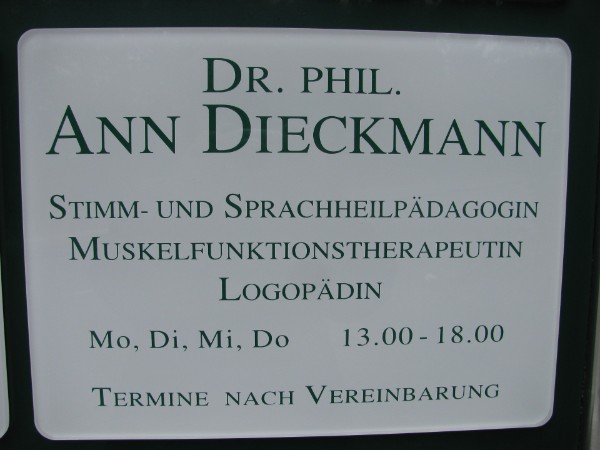 DR. PHIL.
ANN DIECKMANN
STIMM- UND SPRACHHEILPÄDAGOGIN
MUSKELFUNKTIONSTHERAPEUTIN
LOGOPÄDIN
Mo, Di, Mi, Do 13.00 - 18.00
TERMINE NACH VEREINBARUNG